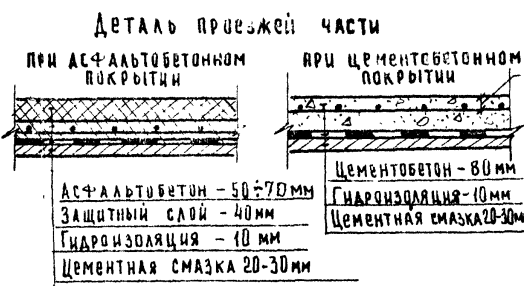 Деталь проезжей части
при асфальтобетонном
покрытии
при цементобетонном
покрытии
Асфальтобетон - 50÷70мм
Защитный слой - 40мм
Гидроизоляция - 10 мм
Цементная смазка 20-30мм
Цементобетон - 80мм
Гидроизоляция-10мм
Цементная смазка 20-30м